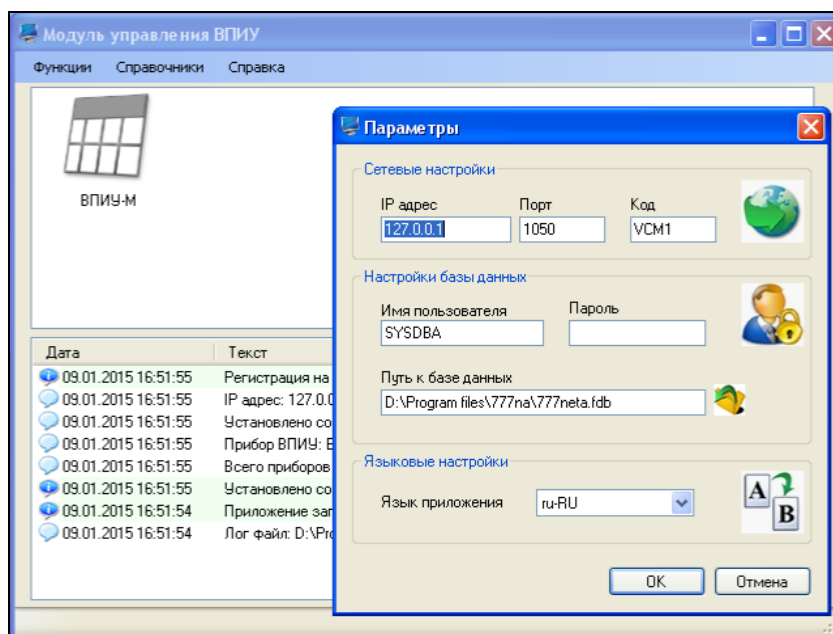 Модуль управления ВПИУ
Функции Справочники Справка
ВПИУ-М
Дата Текст
09.01.2015 16:51:55 Регистрация на
09.01.2015 16:51:55 IP адрес: 127.0.0
09.01.2015 16:51:55 Установлено со
09.01.2015 16:51:55 Прибор ВПИУ:
09.01.2015 16:51:55 Всего приборов
09.01.2015 16:51:55 Установлено со
09.01.2015 16:51:54 Приложение зап
09.01.2015 16:51:54 Лог файл: D:\Pro
Параметры
Сетевые настройки
IP адрес Порт Код
127.0.0.1 1050 VCM1
Настройки базы данных
Имя пользователя Пароль
SYSDBA
Путь к базе данных
D:\Program files\777na\777neta.fdb
Языковые настройки
Язык приложения ru-RU
A
B
OK Отмена